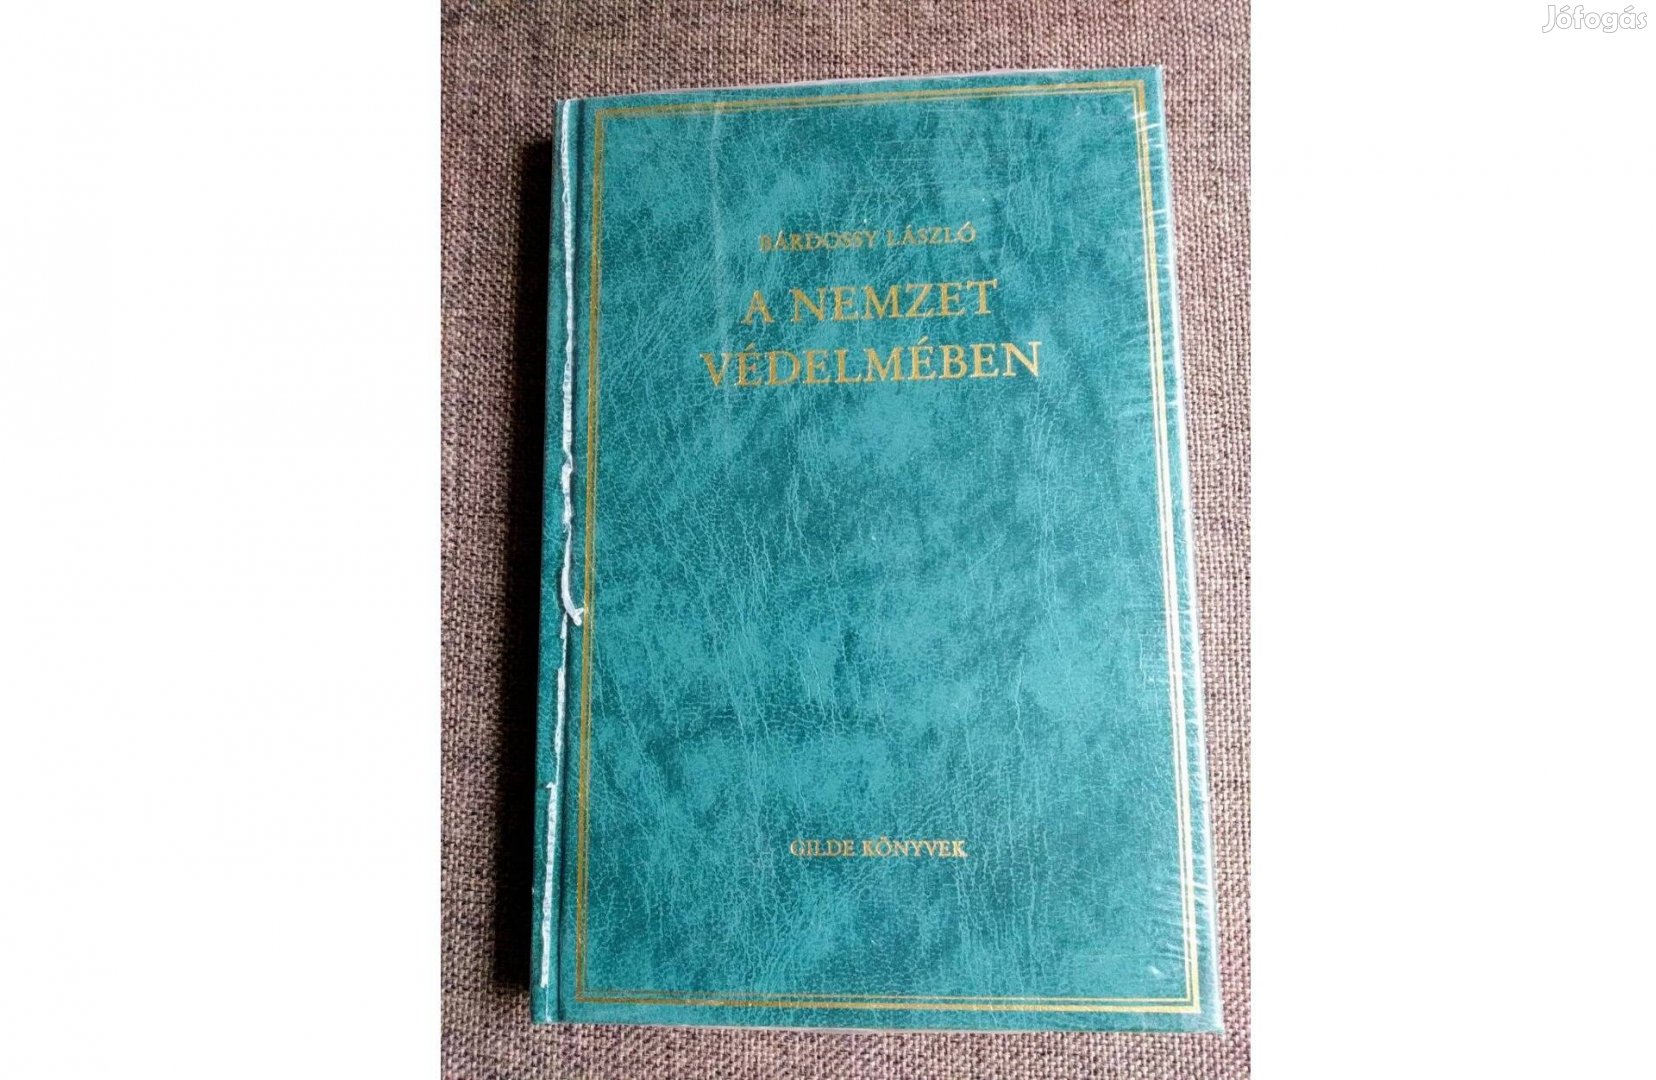 Jófogás
BÁRDOSSY LÁSZLÓ
A NEMZET
VÉDELMÉBEN
GILDE KÖNYVEK